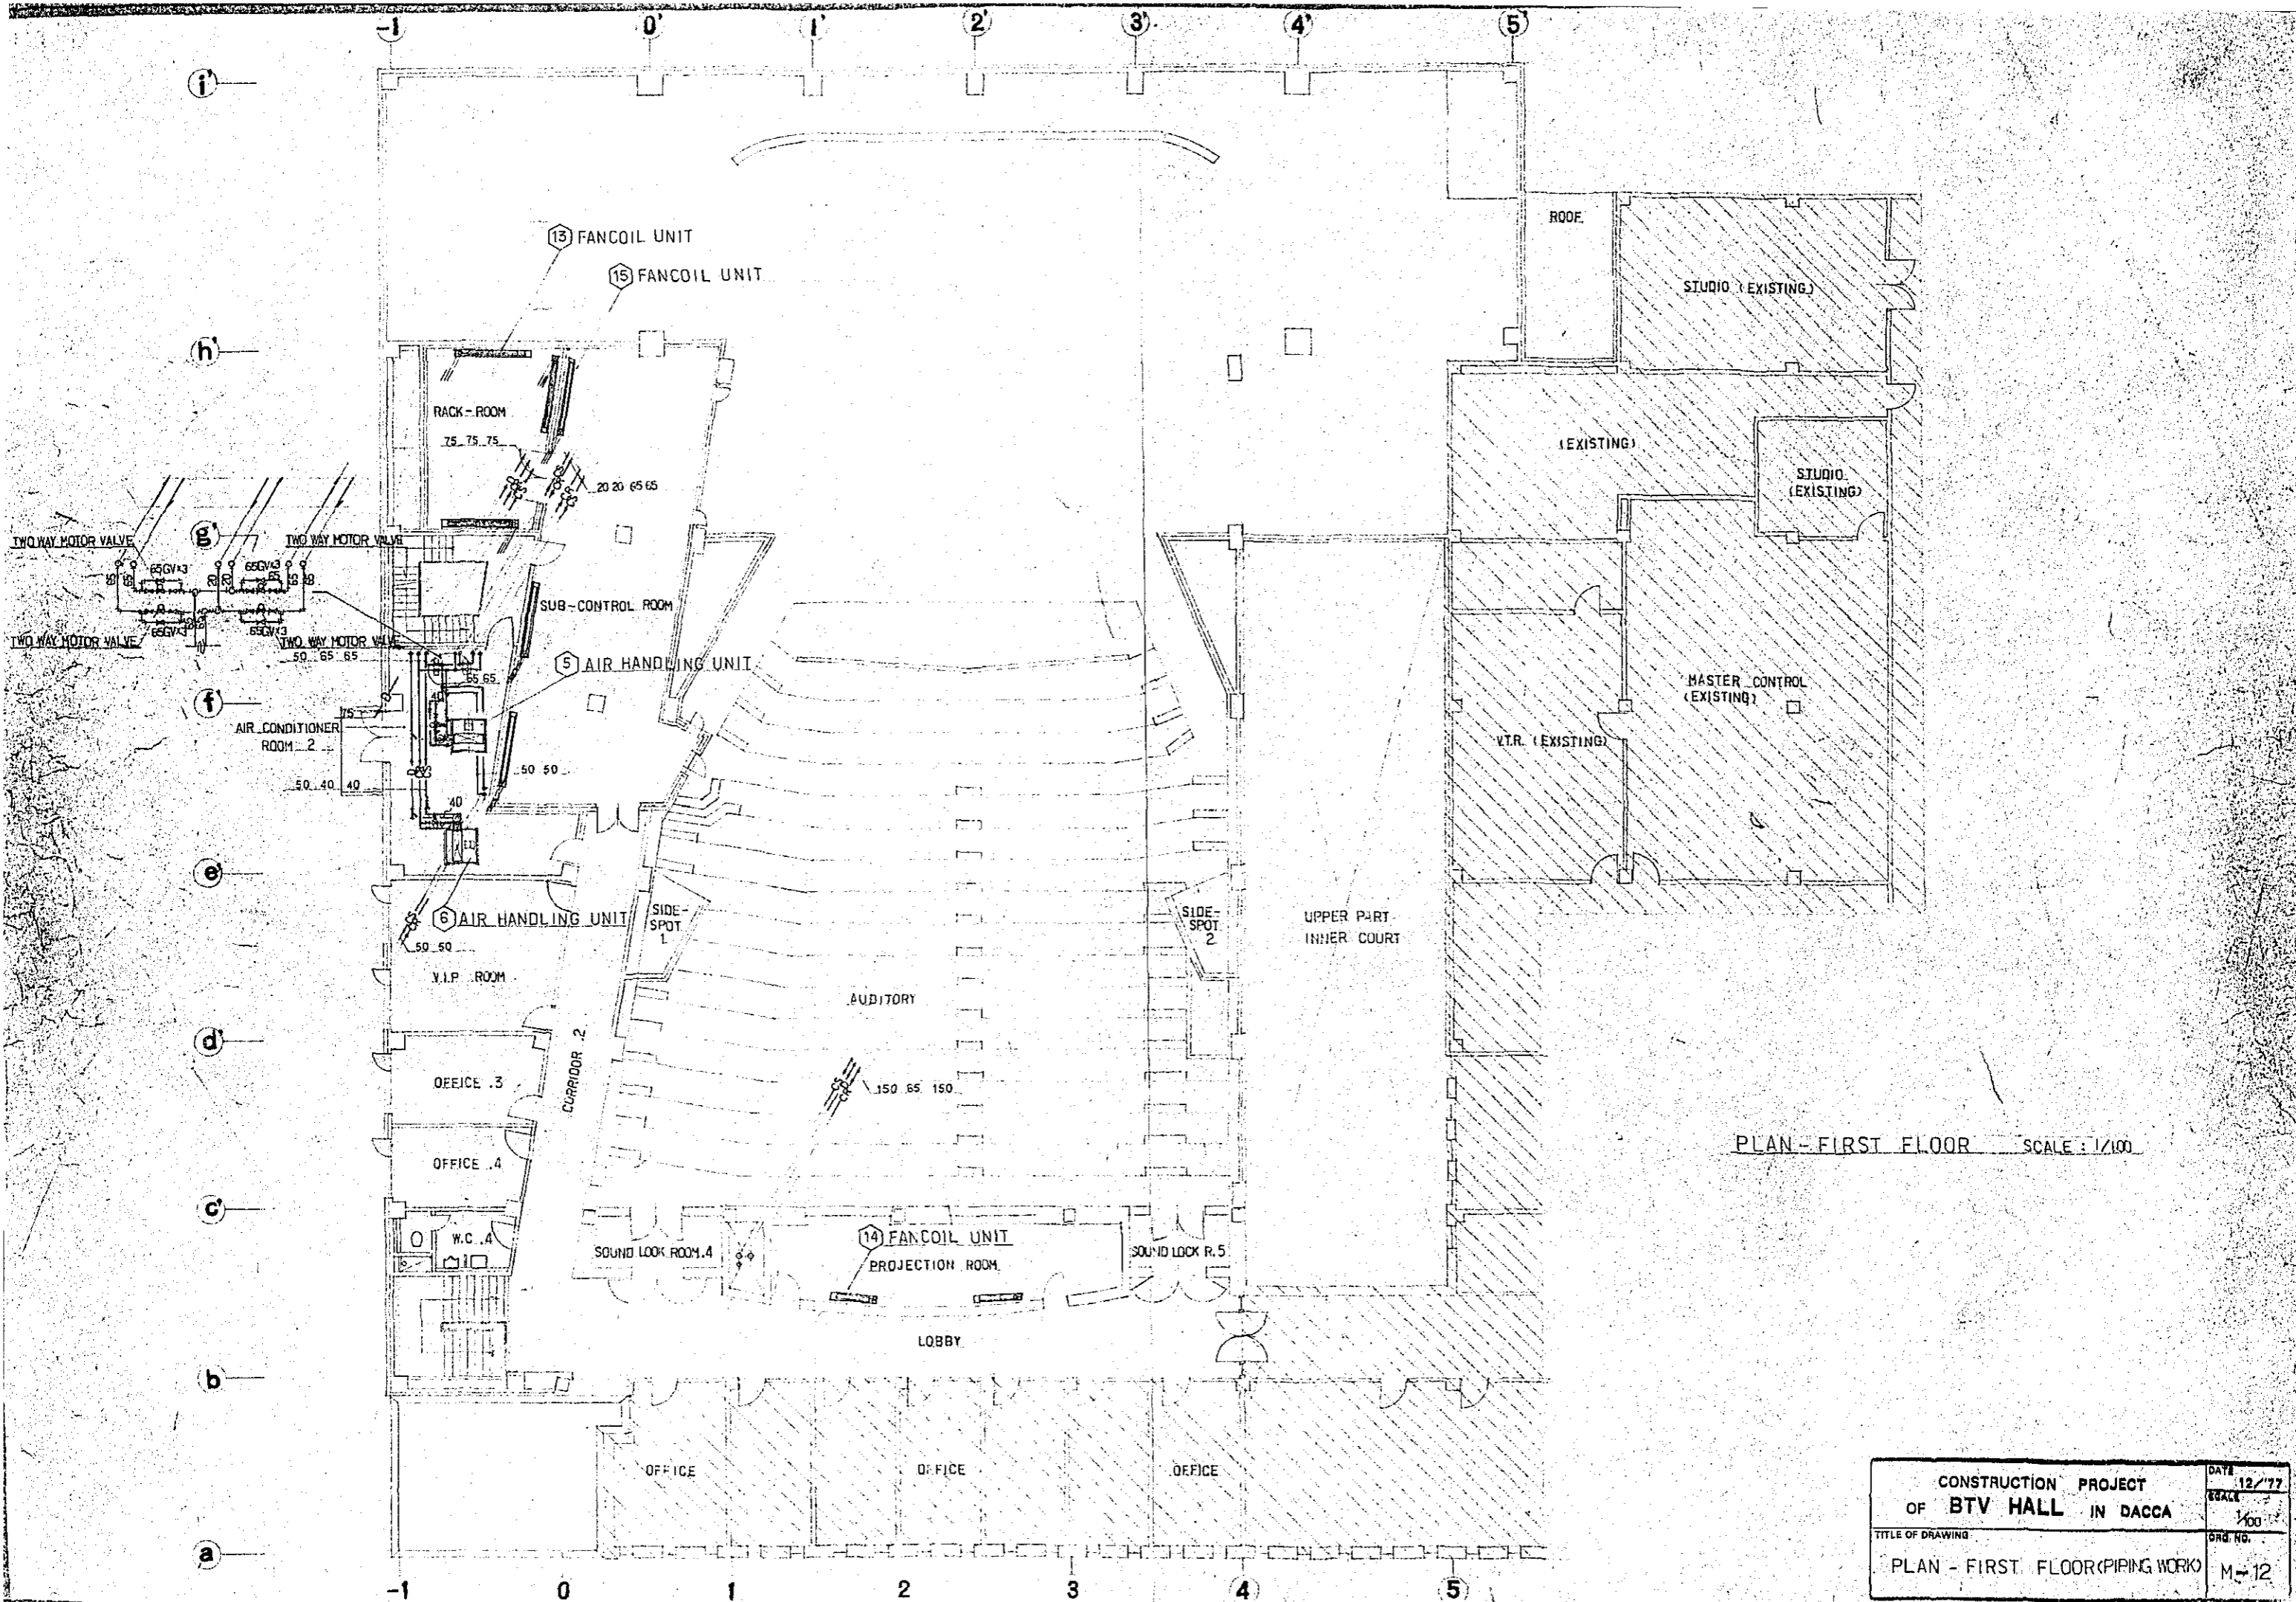 -1 0' 1' 2' 3' 4' 5'
i'
h'
g'
f'
e'
d'
c'
b
a
13 FANCOIL UNIT
15 FANCOIL UNIT
ROOF
STUDIO (EXISTING)
RACK-ROOM
75 75 75
20 20 65 65
(EXISTING)
STUDIO
(EXISTING)
TWO WAY MOTOR VALVE
TWO WAY MOTOR VALVE
65GV×3
65GV×3
65
65GV×3
65GV×3
TWO WAY MOTOR VALVE
TWO WAY MOTOR VALVE
50 65 65
SUB-CONTROL ROOM
5 AIR HANDLING UNIT
65 65
40
75
AIR CONDITIONER
ROOM 2
MASTER CONTROL
(EXISTING)
V.T.R. (EXISTING)
50 50
50 40 40
40
6 AIR HANDLING UNIT
50 50
SIDE-
SPOT
1
SIDE-
SPOT
2
UPPER PART
INNER COURT
V.I.P. ROOM
AUDITORY
CORRIDOR .2
OFFICE .3
CS
CR
150 65 150
OFFICE .4
PLAN-FIRST FLOOR SCALE : 1/100
W.C .4
SOUND LOOK ROOM.4
14 FANCOIL UNIT
PROJECTION ROOM
SOUND LOCK R.5
LOBBY
OFFICE
OFFICE
OFFICE
-1 0 1 2 3 4 5
CONSTRUCTION PROJECT
OF BTV HALL IN DACCA
DATE 12/'77
SCALE 1/100
TITLE OF DRAWING
PLAN - FIRST FLOOR(PIPING WORK)
DRG. NO.
M-12